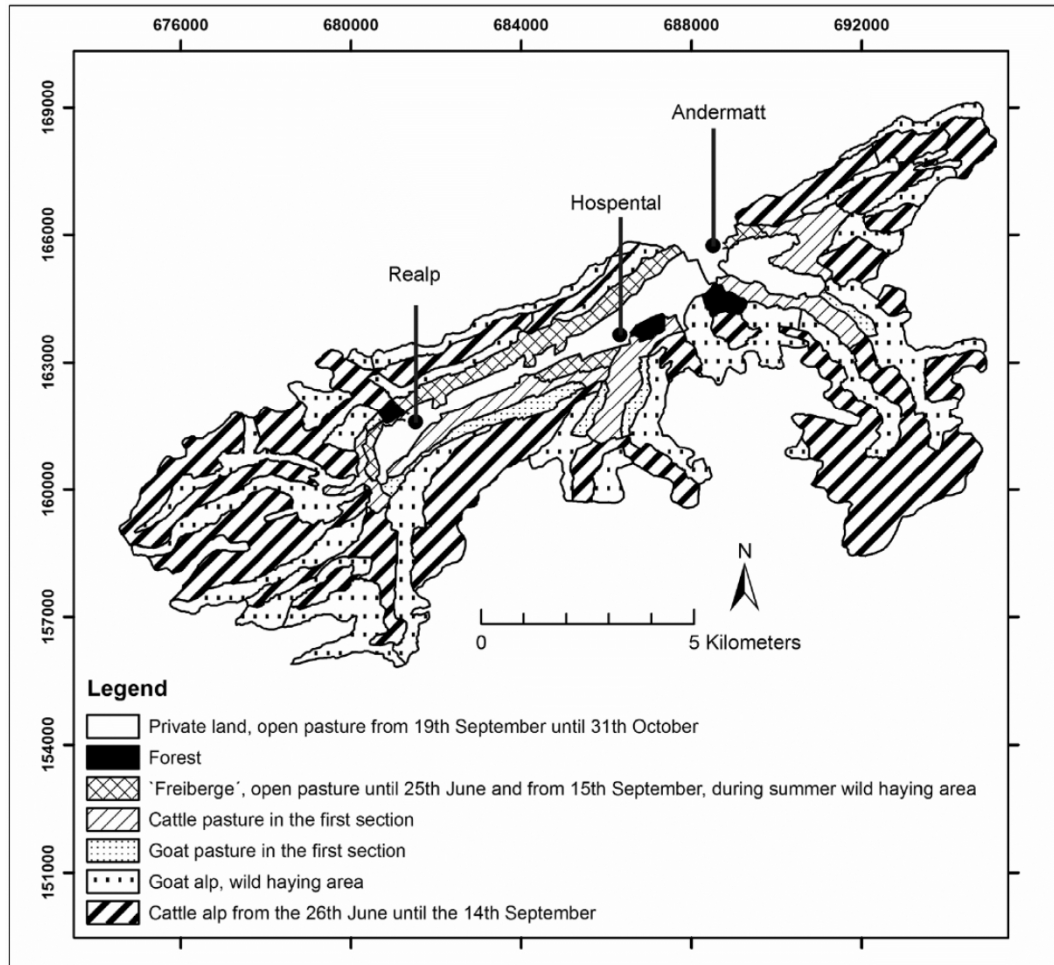 676000 680000 684000 688000 692000
169000
166000
163000
160000
157000
154000
151000
Andermatt
Hospental
Realp
N
0 5 Kilometers
Legend
Private land, open pasture from 19th September until 31th October
Forest
`Freiberge´, open pasture until 25th June and from 15th September, during summer wild haying area
Cattle pasture in the first section
Goat pasture in the first section
Goat alp, wild haying area
Cattle alp from the 26th June until the 14th September